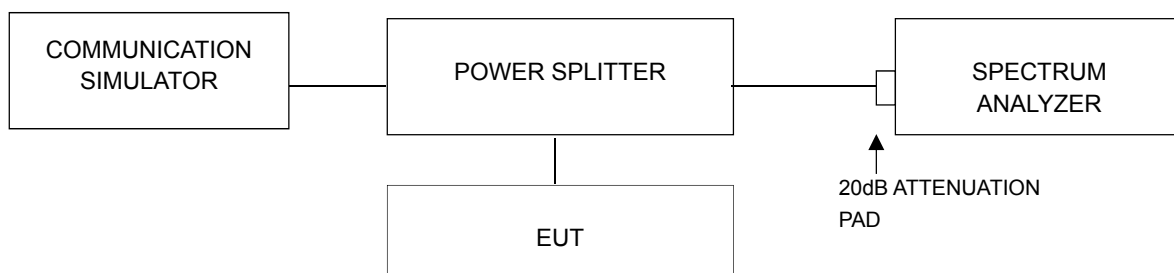 COMMUNICATION
SIMULATOR
POWER SPLITTER
SPECTRUM
ANALYZER
20dB ATTENUATION
PAD
EUT